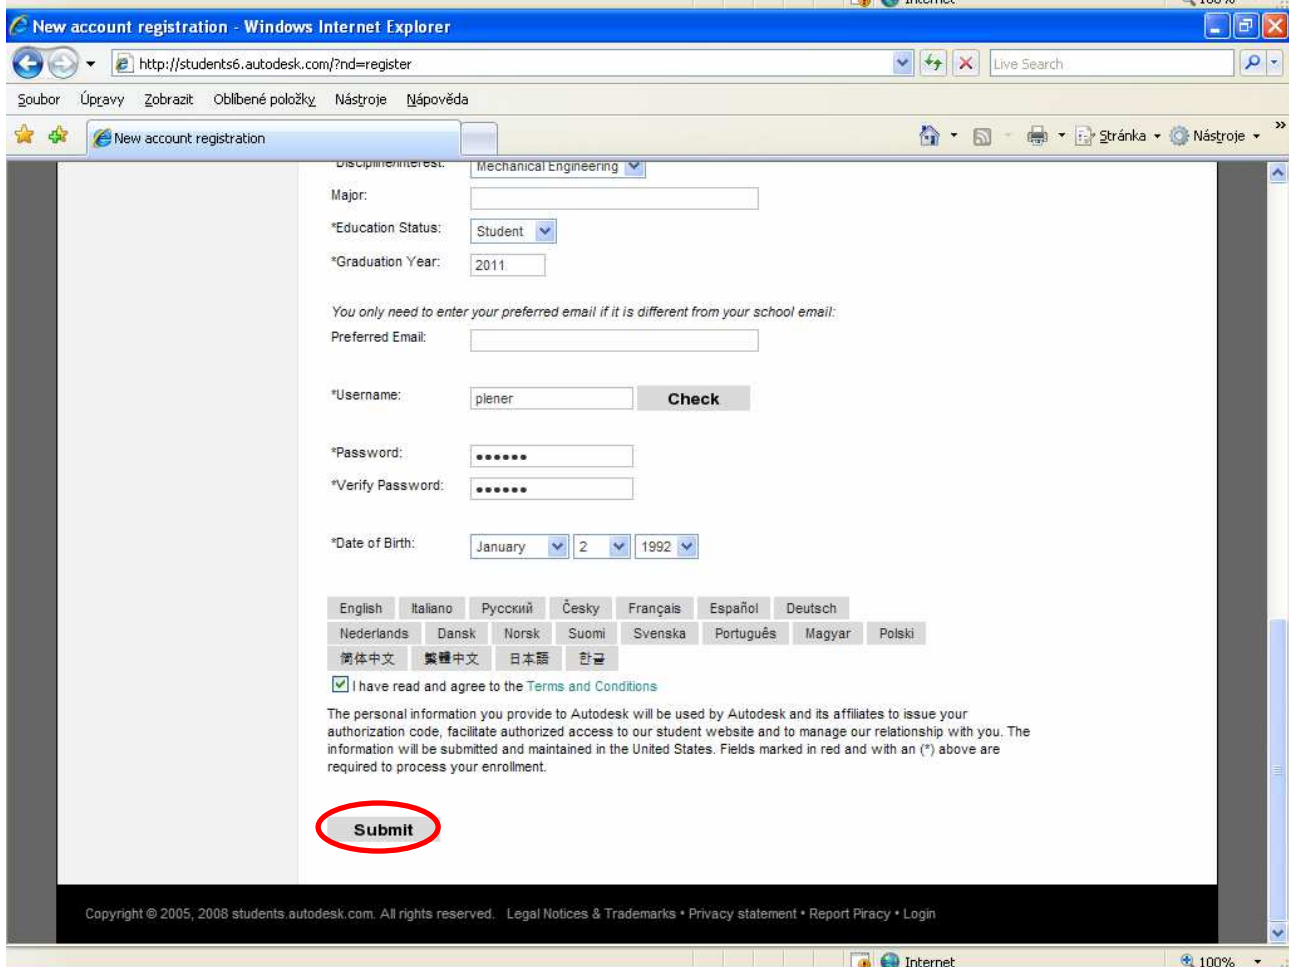 Internet
100%
New account registration - Windows Internet Explorer
http://students6.autodesk.com/?nd=register
Live Search
Soubor Úpravy Zobrazit Oblíbené položky Nástroje Nápověda
New account registration
Stránka Nástroje »
Discipline/Interest: Mechanical Engineering
Major:
*Education Status: Student
*Graduation Year: 2011
You only need to enter your preferred email if it is different from your school email:
Preferred Email:
*Username: plener Check
*Password: ••••••
*Verify Password: ••••••
*Date of Birth: January 2 1992
English Italiano Русский Česky Français Español Deutsch
Nederlands Dansk Norsk Suomi Svenska Português Magyar Polski
简体中文 繁體中文 日本語 한글
I have read and agree to the Terms and Conditions
The personal information you provide to Autodesk will be used by Autodesk and its affiliates to issue your
authorization code, facilitate authorized access to our student website and to manage our relationship with you. The
information will be submitted and maintained in the United States. Fields marked in red and with an (*) above are
required to process your enrollment.
Submit
Copyright © 2005, 2008 students.autodesk.com. All rights reserved. Legal Notices & Trademarks • Privacy statement • Report Piracy • Login
Internet 100%